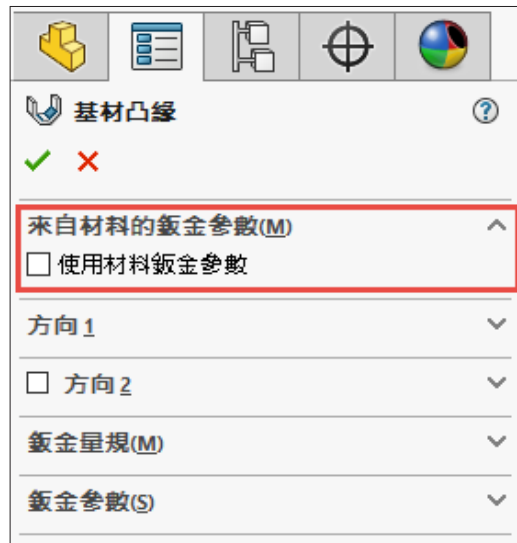 基材凸緣
來自材料的鈑金參數(M)
使用材料鈑金參數
方向 1
方向 2
鈑金量規(M)
鈑金參數(S)